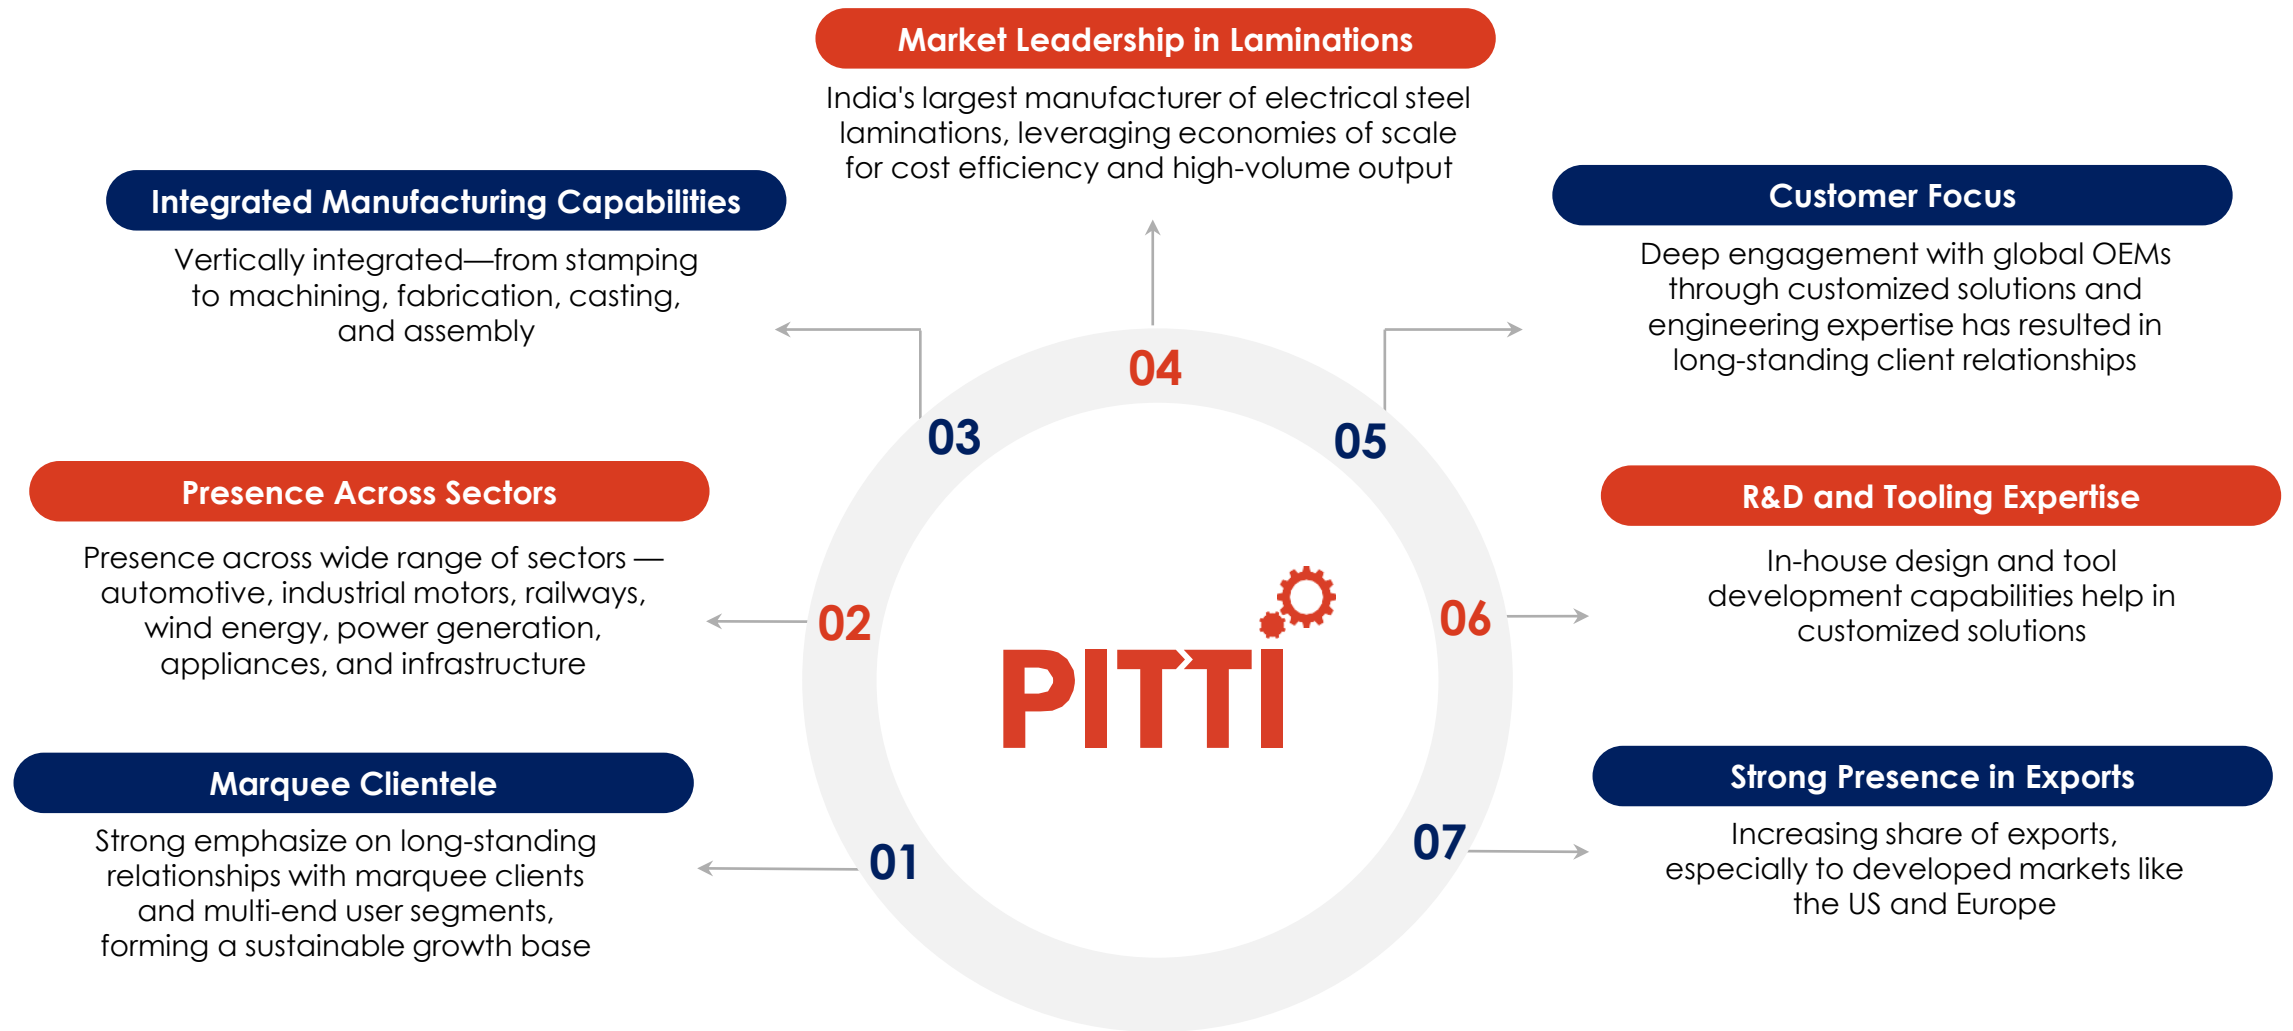 Market Leadership in Laminations
India's largest manufacturer of electrical steel
laminations, leveraging economies of scale
for cost efficiency and high-volume output
Integrated Manufacturing Capabilities
Vertically integrated—from stamping
to machining, fabrication, casting,
and assembly
Customer Focus
Deep engagement with global OEMs
through customized solutions and
engineering expertise has resulted in
long-standing client relationships
04
03
05
Presence Across Sectors
Presence across wide range of sectors —
automotive, industrial motors, railways,
wind energy, power generation,
appliances, and infrastructure
02
PITTI
06
R&D and Tooling Expertise
In-house design and tool
development capabilities help in
customized solutions
Marquee Clientele
Strong emphasize on long-standing
relationships with marquee clients
and multi-end user segments,
forming a sustainable growth base
01
07
Strong Presence in Exports
Increasing share of exports,
especially to developed markets like
the US and Europe